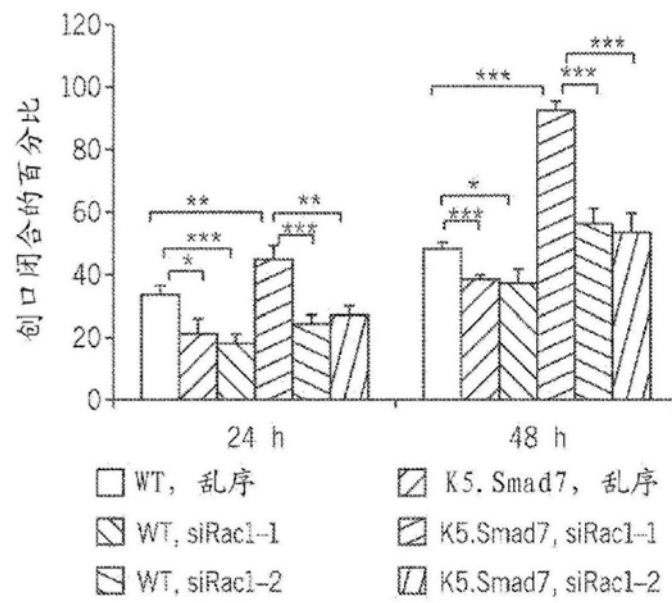 创口闭合的百分比
120
100
80
60
40
20
0
** ** *** *** *
*** *** *** * ***
24 h 48 h
WT, 乱序 K5.Smad7, 乱序
WT, siRac1-1 K5.Smad7, siRac1-1
WT, siRac1-2 K5.Smad7, siRac1-2